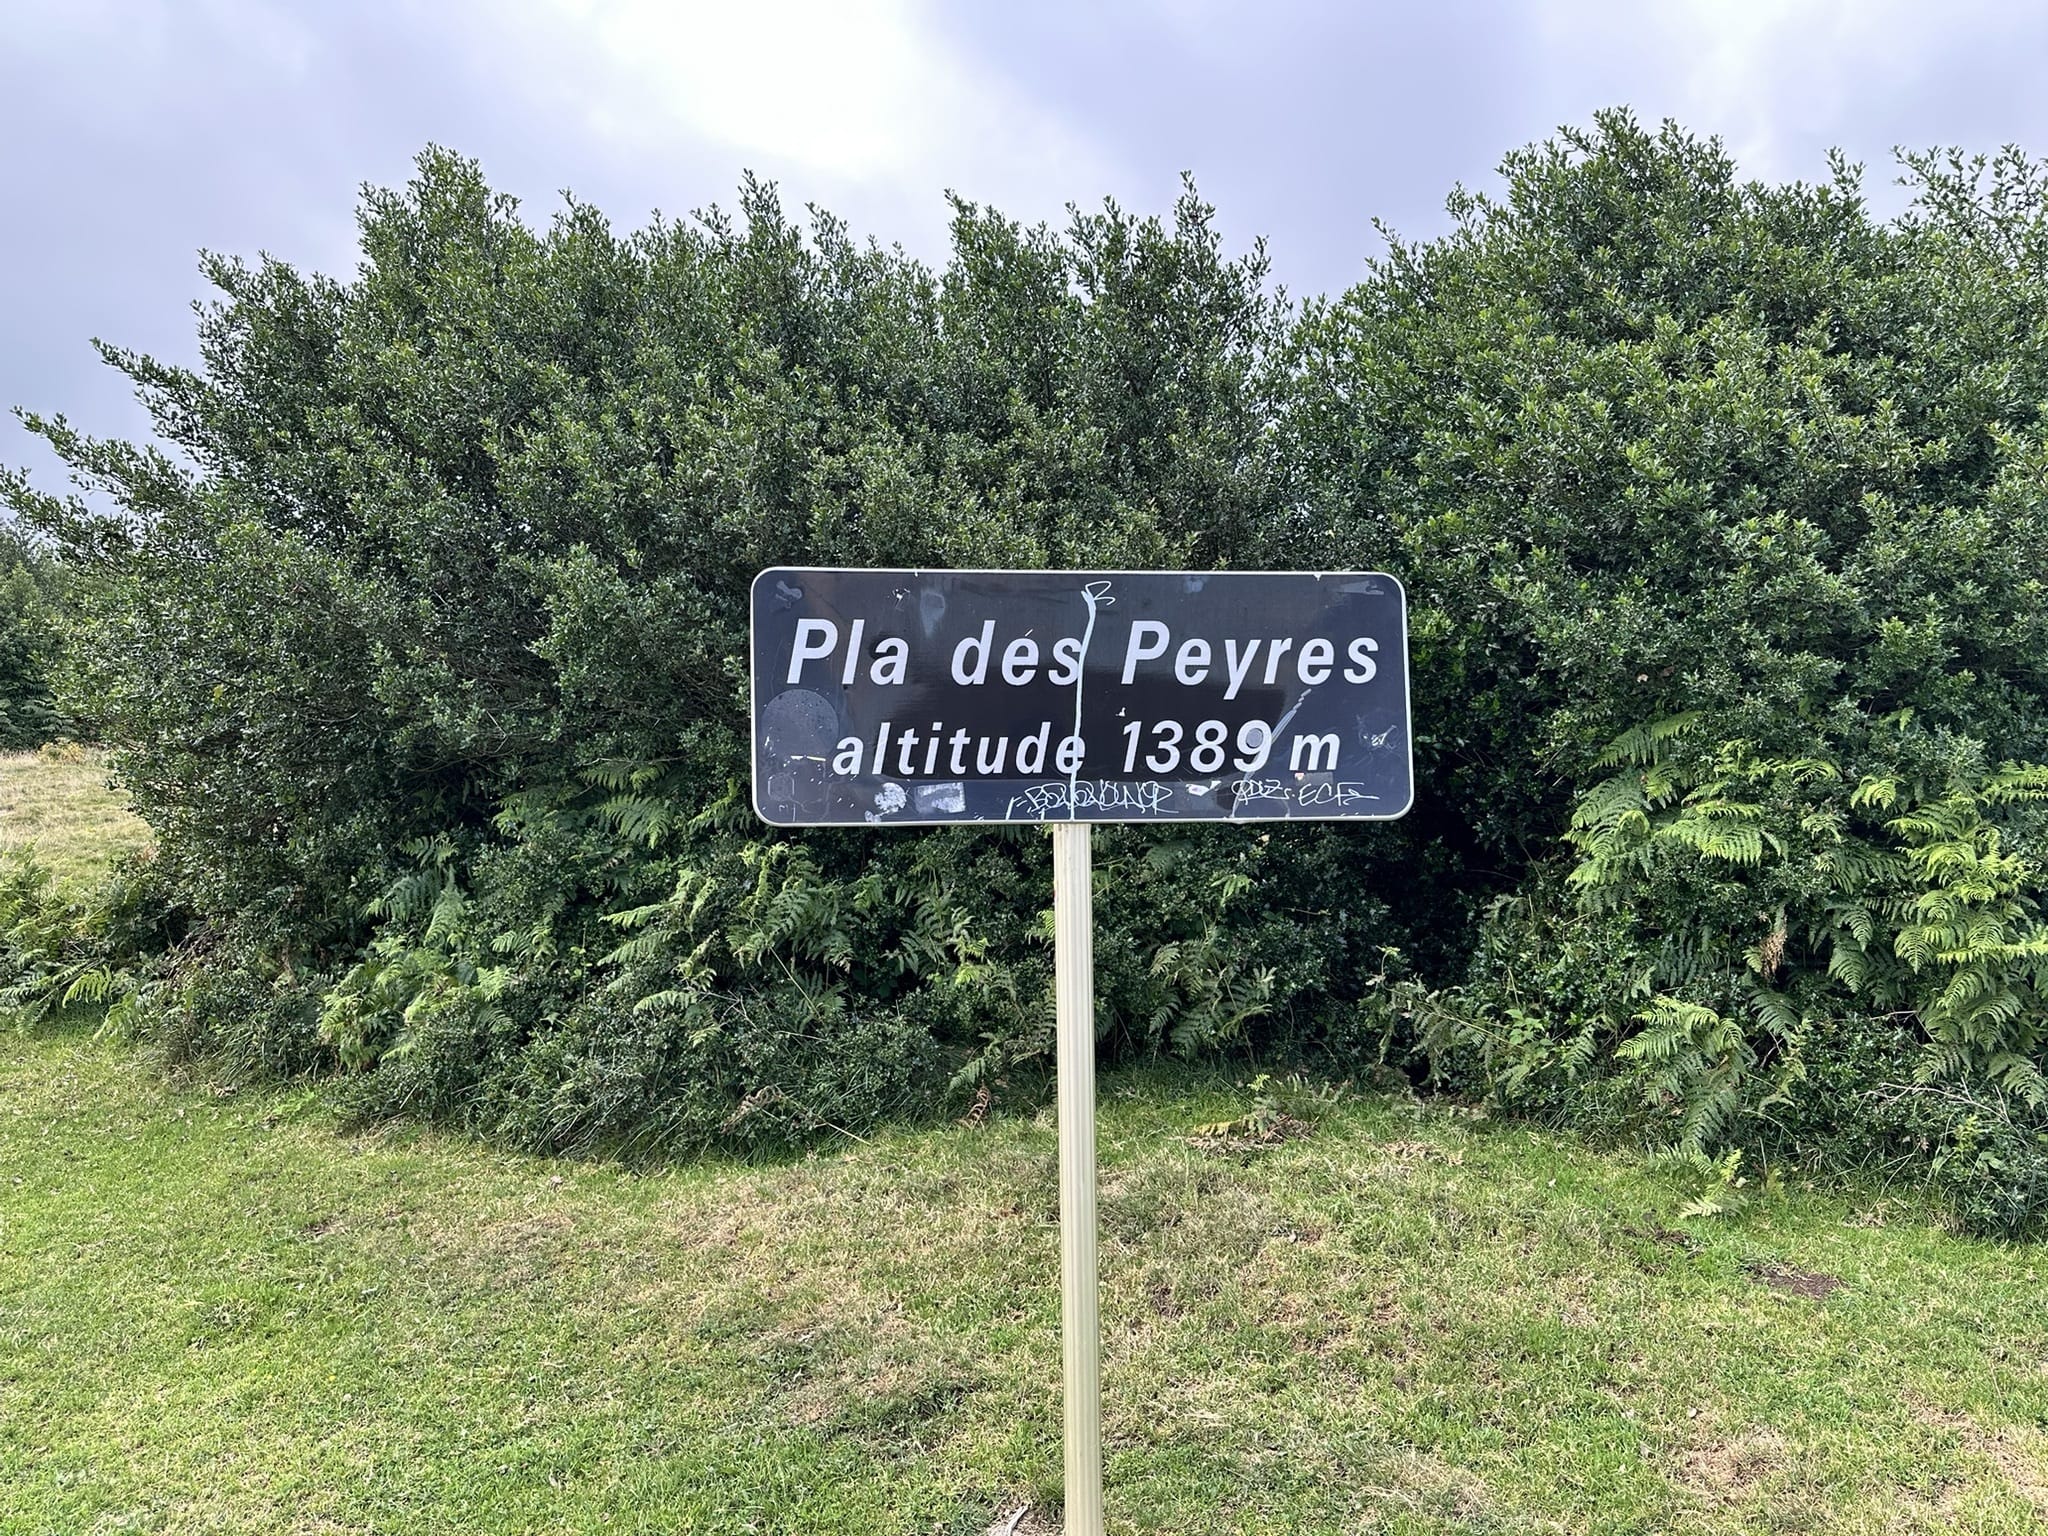 Pla des Peyres
altitude 1389 m